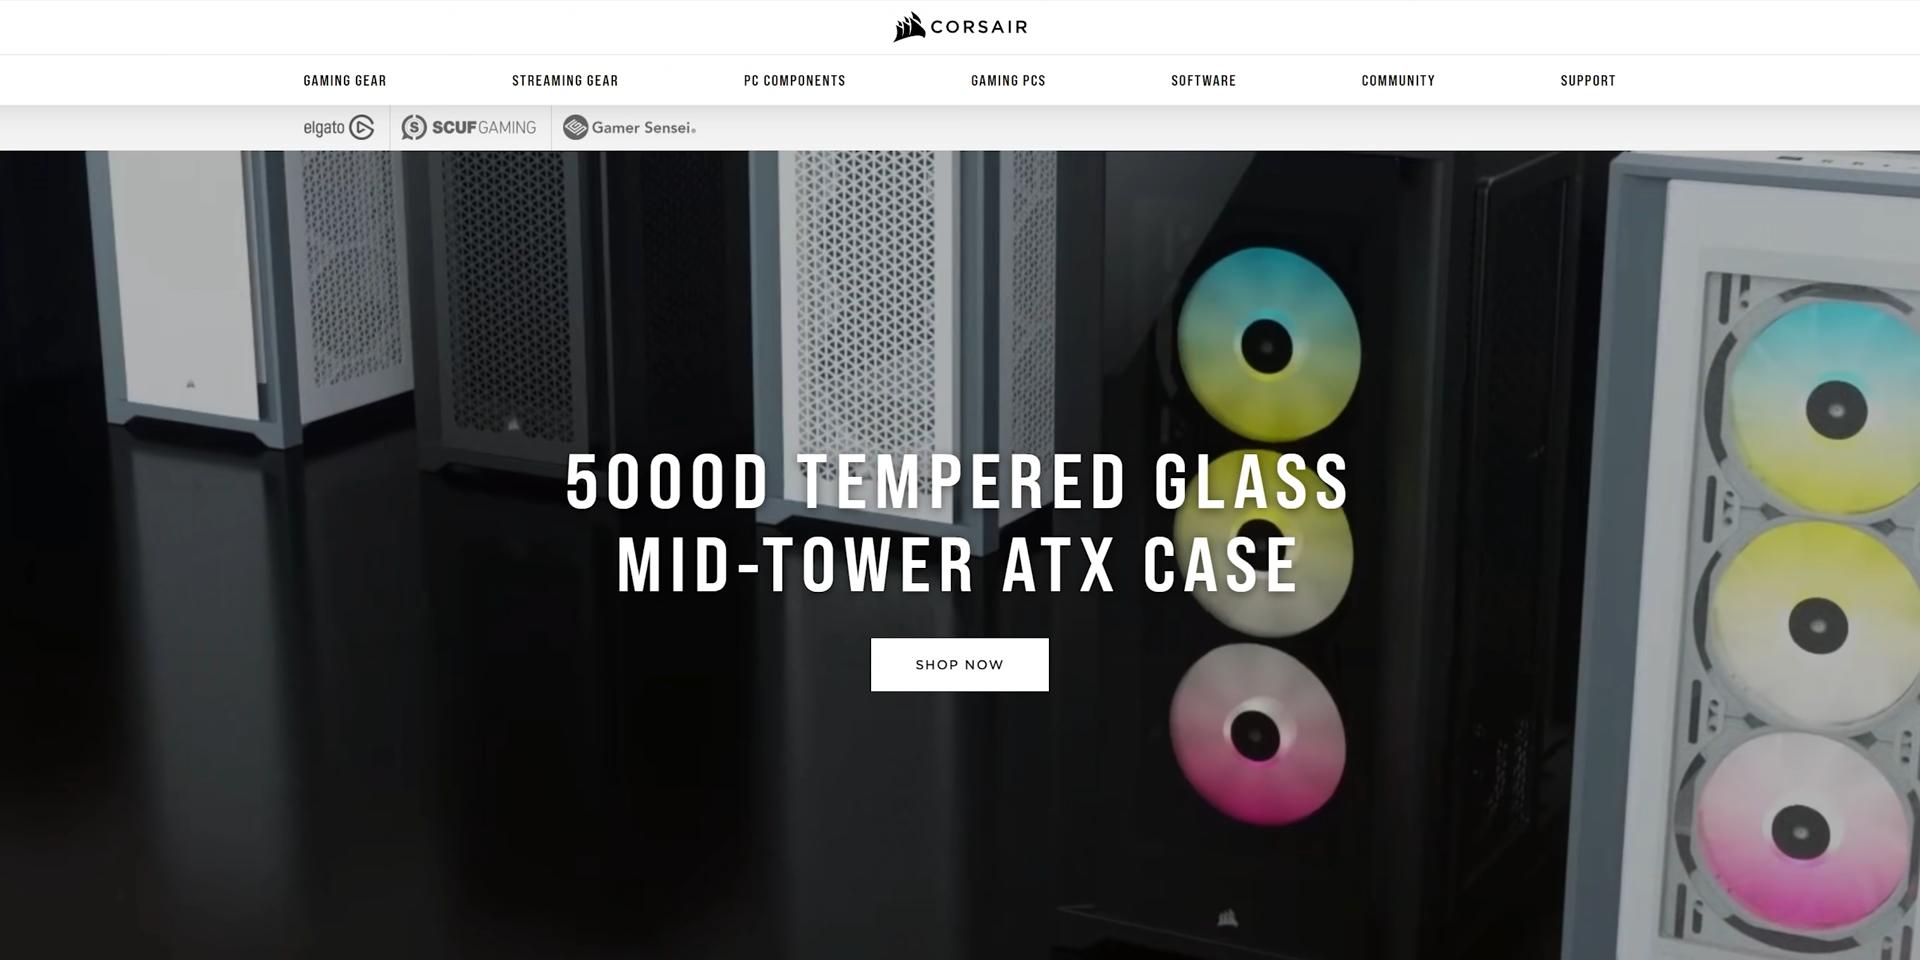 CORSAIR
GAMING GEAR STREAMING GEAR PC COMPONENTS GAMING PCS SOFTWARE COMMUNITY SUPPORT
elgato SCUFGAMING Gamer Sensei
5000D TEMPERED GLASS
MID-TOWER ATX CASE
SHOP NOW